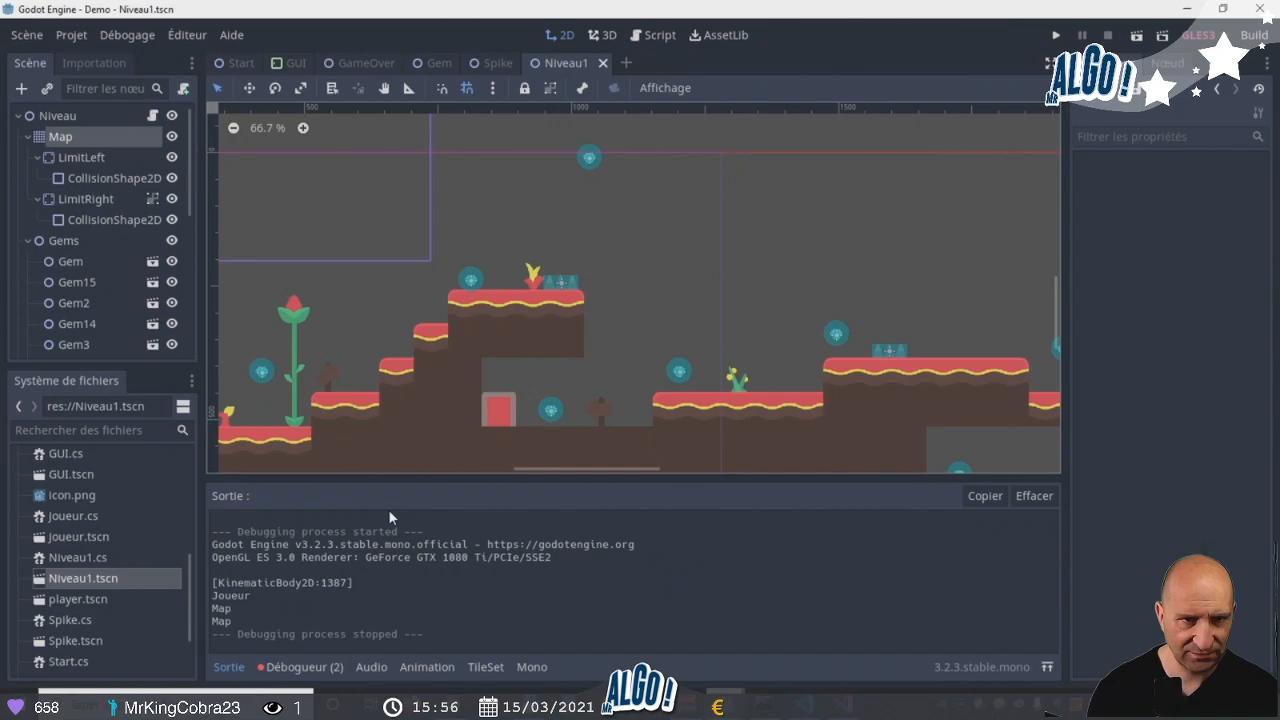 Godot Engine - Demo - Niveau1.tscn
Scène Projet Débogage Éditeur Aide
2D 3D Script AssetLib
GLES3 Build
Scène Importation
Start GUI GameOver Gem Spike Niveau1
Nœud
MR ALGO!
Filtrer les nœu
Affichage
Filtrer les propriétés
500 1000 1500
66.7 %
Niveau
Map
LimitLeft
CollisionShape2D
LimitRight
CollisionShape2D
Gems
Gem
Gem15
Gem2
Gem14
Gem3
Système de fichiers
res://Niveau1.tscn
Recherche des fichiers
GUI.cs
GUI.tscn
icon.png
Joueur.cs
Joueur.tscn
Niveau1.cs
Niveau1.tscn
player.tscn
Spike.cs
Spike.tscn
Start.cs
500
Sortie :
Copier Effacer
--- Debugging process started ---
Godot Engine v3.2.3.stable.mono.official - https://godotengine.org
OpenGL ES 3.0 Renderer: GeForce GTX 1080 Ti/PCIe/SSE2
[KinematicBody2D:1387]
Joueur
Map
Map
--- Debugging process stopped ---
Sortie Débogueur (2) Audio Animation TileSet Mono
3.2.3.stable.mono
MR ALGO!
658 MrKingCobra23 1 15:56 15/03/2021 €